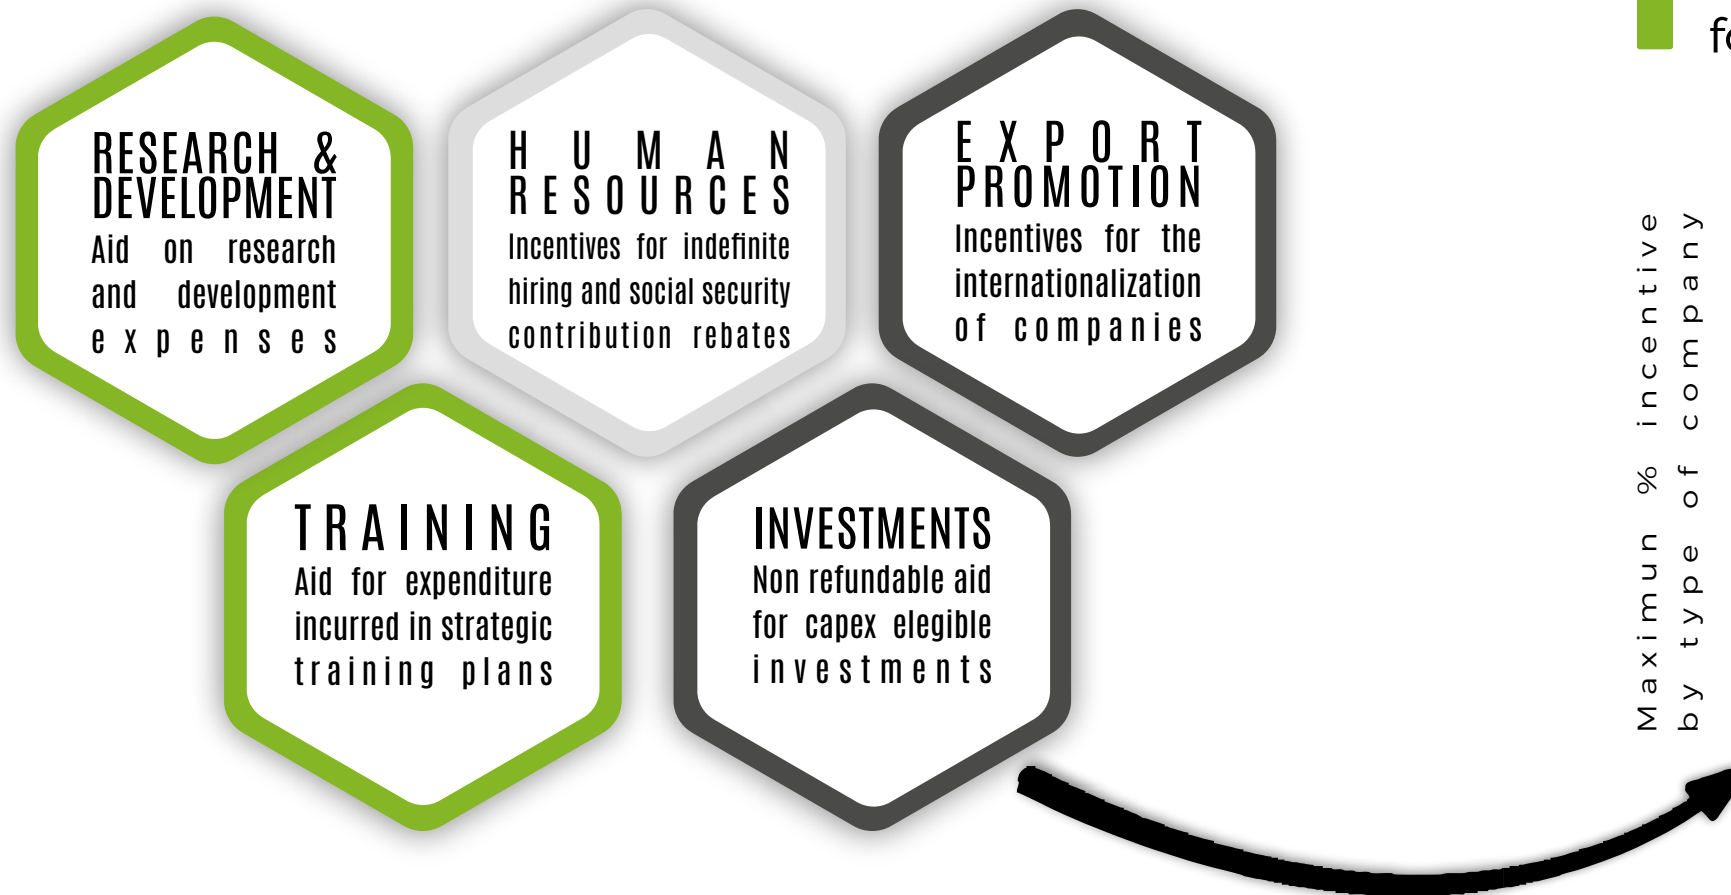 RESEARCH &
DEVELOPMENT
Aid on research
and development
expenses
HUMAN
RESOURCES
Incentives for indefinite
hiring and social security
contribution rebates
EXPORT
PROMOTION
Incentives for the
internationalization
of companies
TRAINING
Aid for expenditure
incurred in strategic
training plans
INVESTMENTS
Non refundable aid
for capex elegible
investments
Maximun % incentive
by type of company